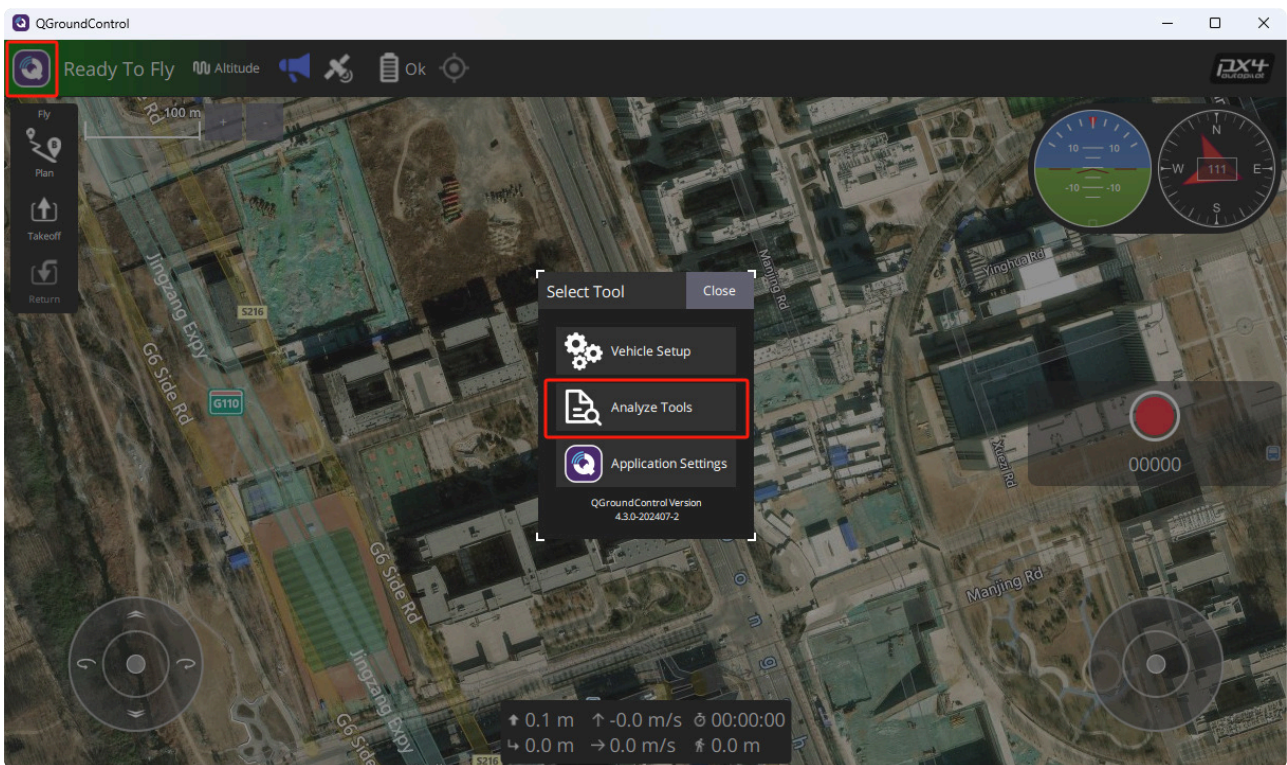 QGroundControl
Ready To Fly
Altitude
Ok
px4
autopilot
Fly
Plan
Takeoff
Return
100 m
+
-
10 10
-10 -10
N
W 111 E
S
Select Tool
Close
Vehicle Setup
Analyze Tools
Application Settings
QGroundControl Version
4.3.0-202407-2
00000
Rd
Jingzang Expy
G6 Side Rd
S216
G110
Manjing Rd
Yinghua Rd
Xuezi Rd
G6 Side Rd
Manjing Rd
Jingzang Expy
G6 Side
S216
0.1 m -0.0 m/s 00:00:00
0.0 m 0.0 m/s 0.0 m